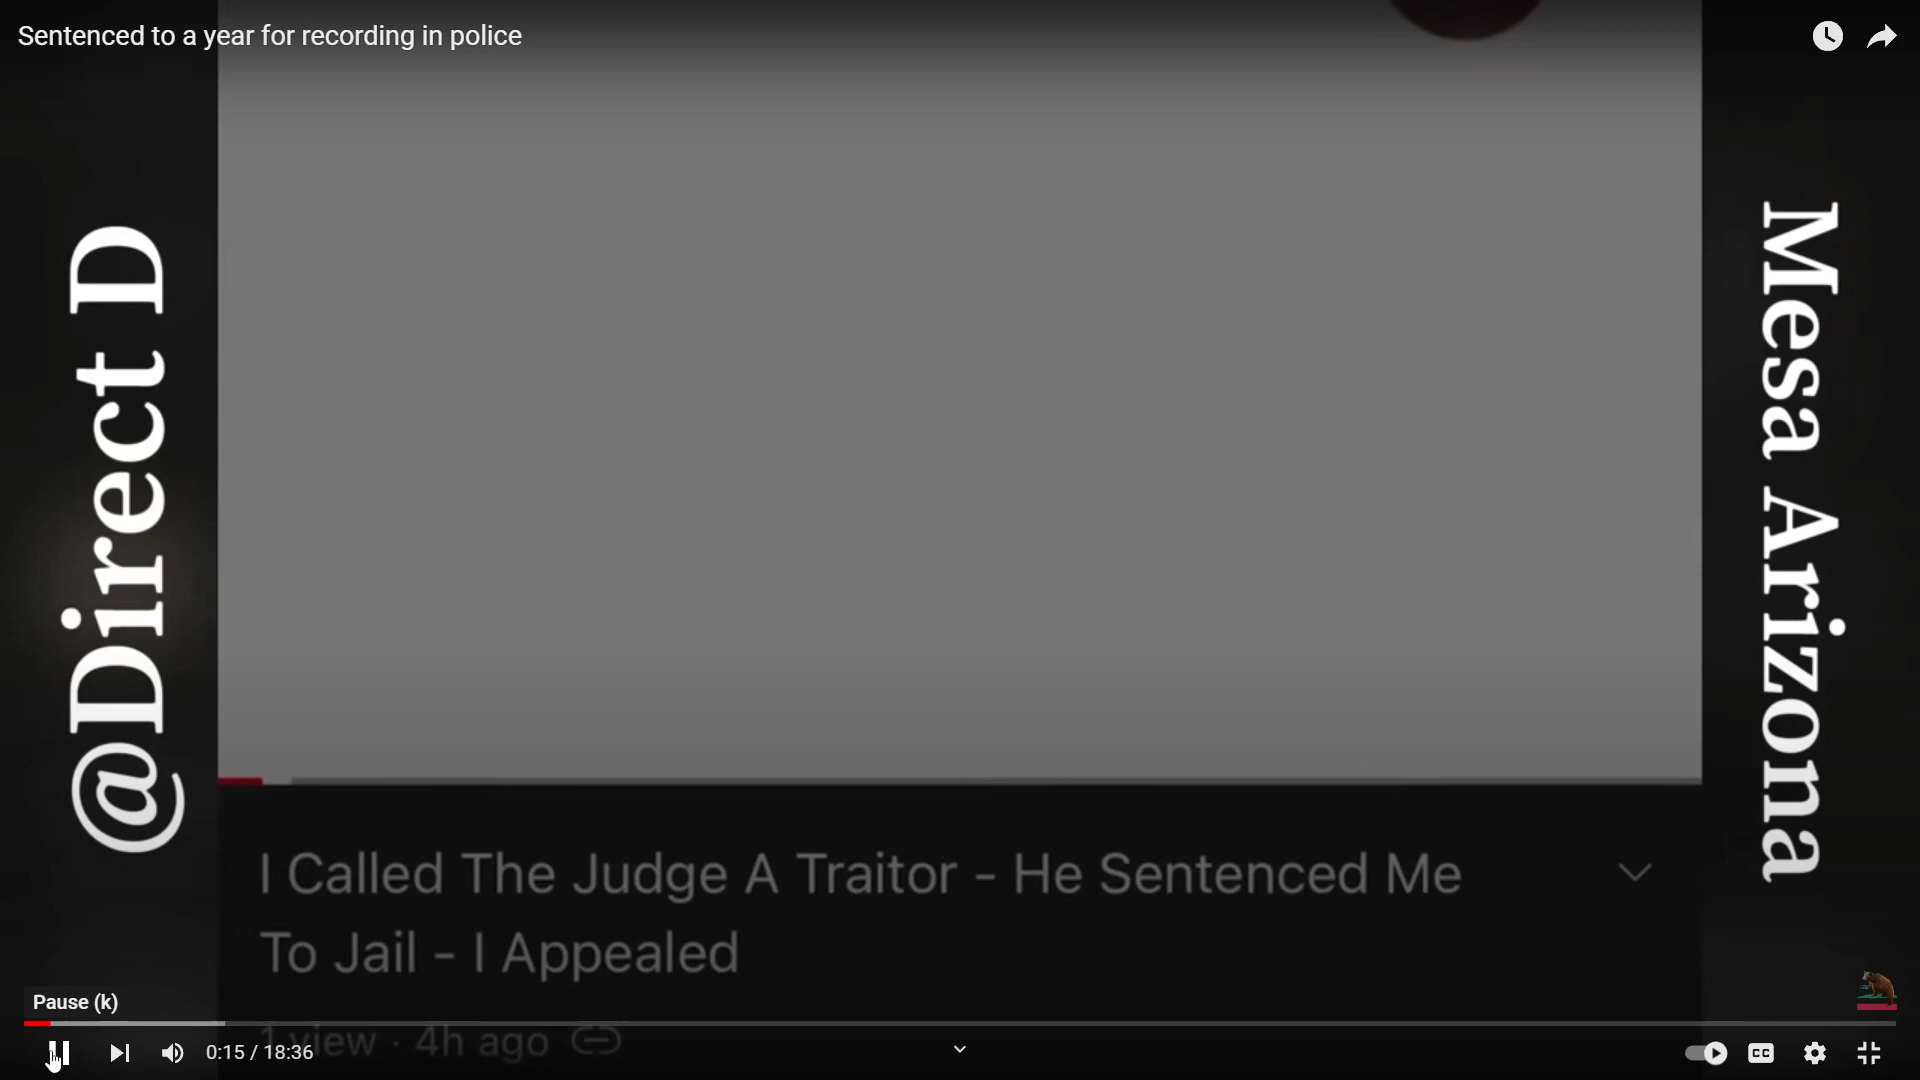 Sentenced to a year for recording in police
@Direct D
Mesa Arizona
I Called The Judge A Traitor - He Sentenced Me
To Jail - I Appealed
Pause (k)
1 view · 4h ago
0:15 / 18:36
CC